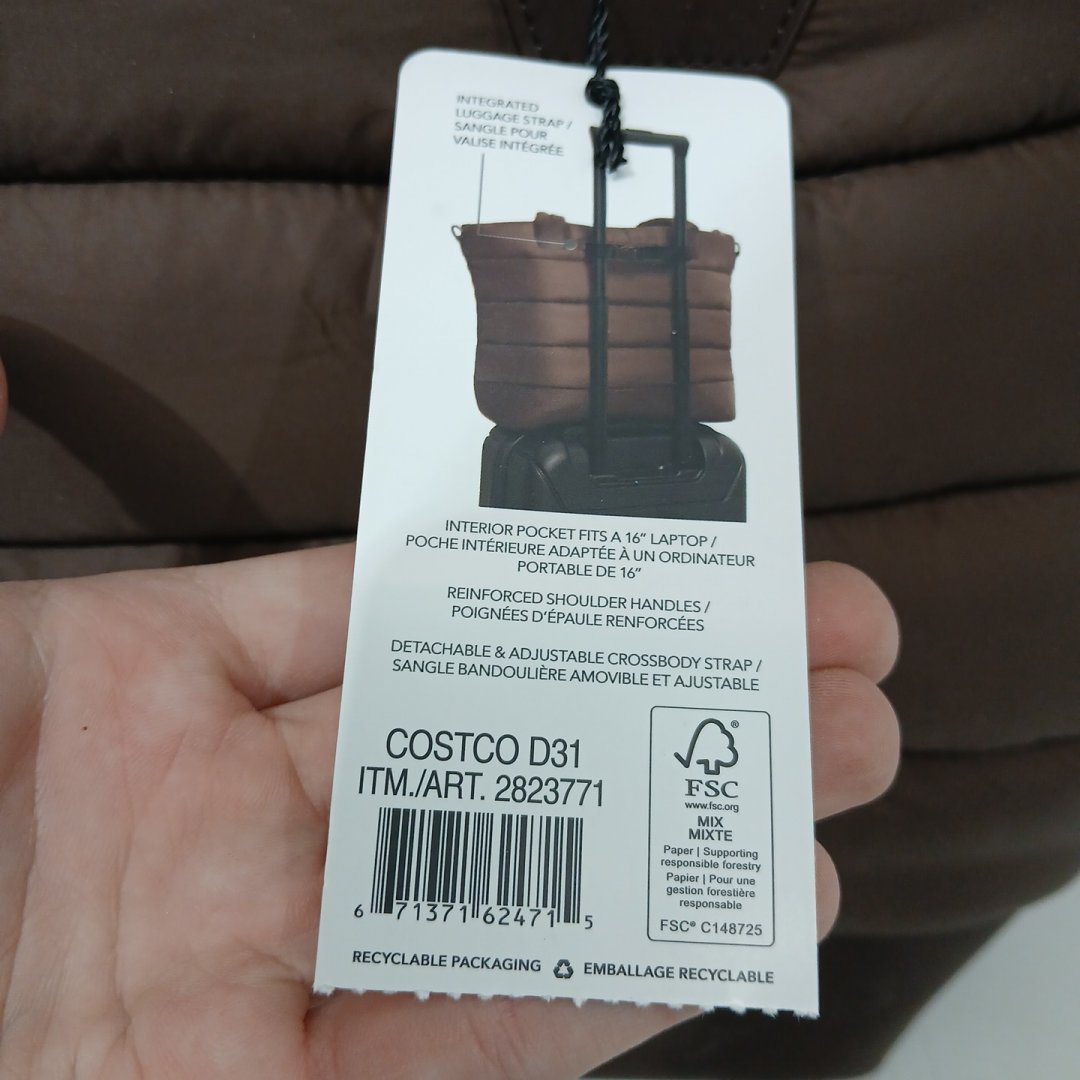 INTEGRATED
LUGGAGE STRAP /
SANGLE POUR
VALISE INTÉGRÉE
INTERIOR POCKET FITS A 16" LAPTOP /
POCHE INTÉRIEURE ADAPTÉE À UN ORDINATEUR
PORTABLE DE 16"
REINFORCED SHOULDER HANDLES /
POIGNÉES D'ÉPAULE RENFORCÉES
DETACHABLE & ADJUSTABLE CROSSBODY STRAP /
SANGLE BANDOULIÈRE AMOVIBLE ET AJUSTABLE
COSTCO D31
ITM./ART. 2823771
6 71371 62471 5
FSC®
www.fsc.org
MIX
MIXTE
Paper | Supporting
responsible forestry
Papier | Pour une
gestion forestière
responsable
FSC® C148725
RECYCLABLE PACKAGING EMBALLAGE RECYCLABLE